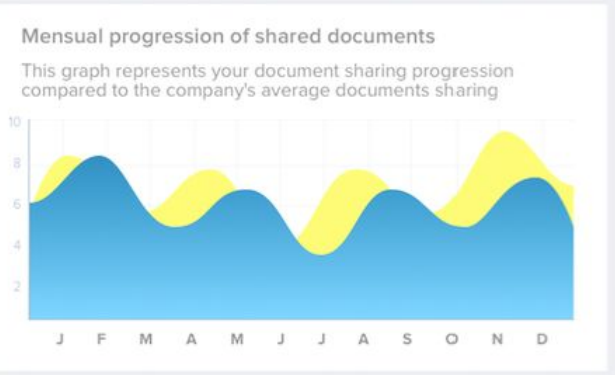 Mensual progression of shared documents
This graph represents your document sharing progression
compared to the company's average documents sharing
10
8
6
4
2
J F M A M J J A S O N D